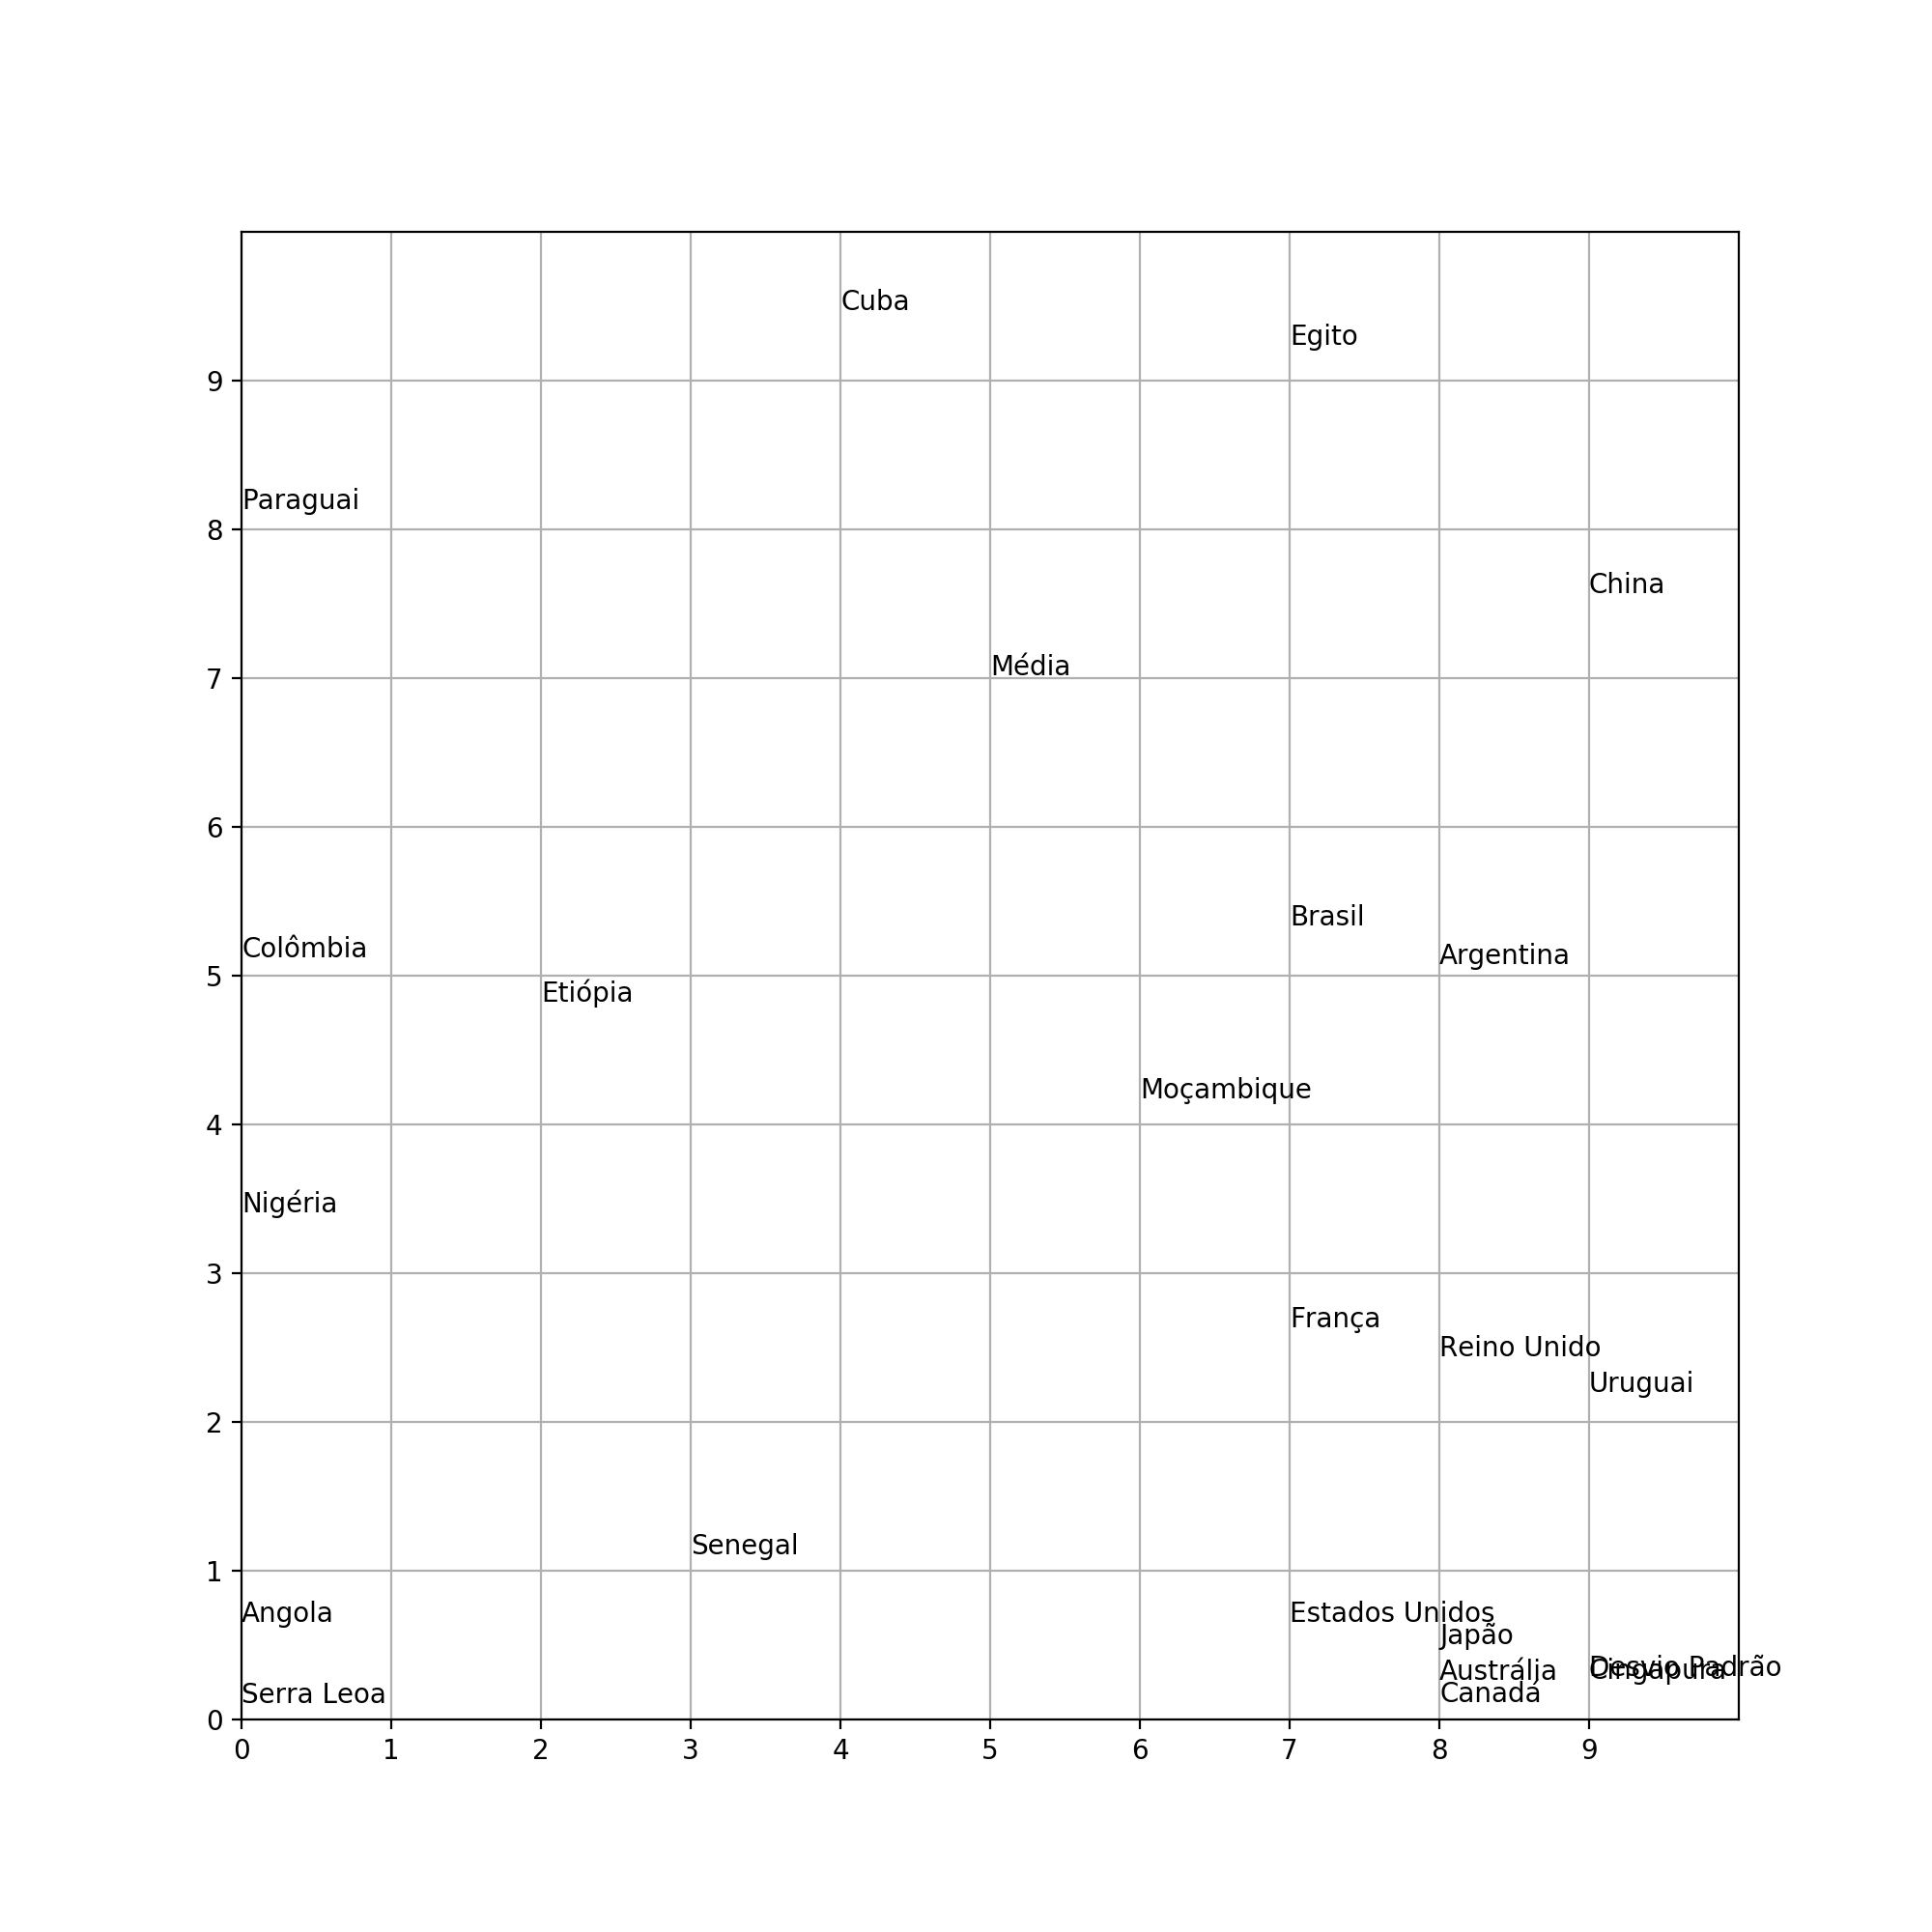 Cuba
Egito
9
Paraguai
8
China
Média
7
6
Brasil
Colômbia
Argentina
5
Etiópia
Moçambique
4
Nigéria
3
França
Reino Unido
Uruguai
2
Senegal
1
Angola
Estados Unidos
Japão
Desvio Padrão
Cingapura
Austrália
Canadá
Serra Leoa
0
0 1 2 3 4 5 6 7 8 9